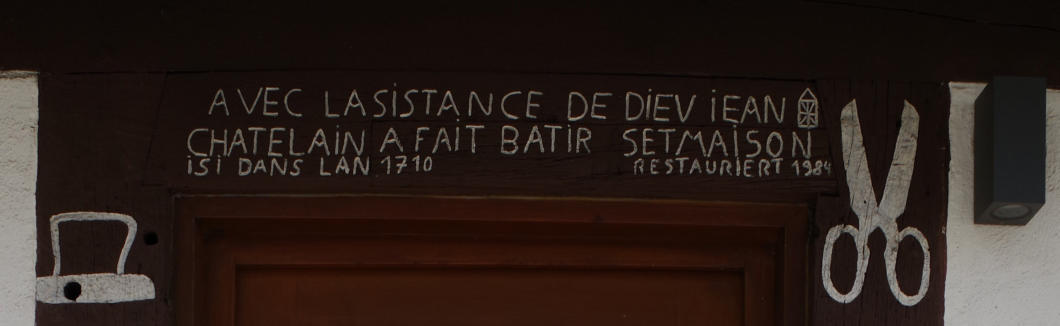 AVEC LASISTANCE DE DIEV IEAN
CHATELAIN A FAIT BATIR SETMAISON
ISI DANS LAN 1710
RESTAURIERT 1984